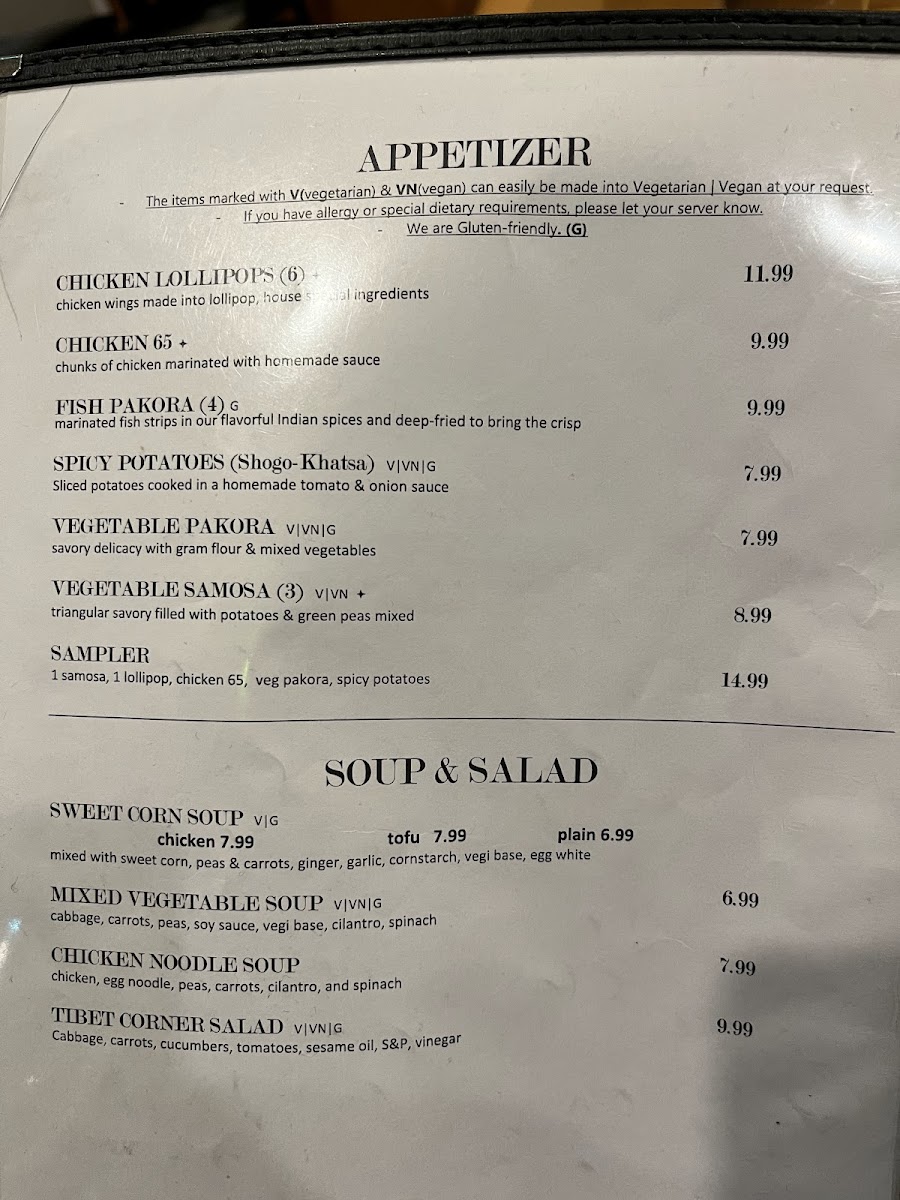 APPETIZER
- The items marked with V(vegetarian) & VN(vegan) can easily be made into Vegetarian | Vegan at your request.
- If you have allergy or special dietary requirements, please let your server know.
- We are Gluten-friendly. (G)
CHICKEN LOLLIPOPS (6) ✦ 11.99
chicken wings made into lollipop, house ingredients
CHICKEN 65 ✦ 9.99
chunks of chicken marinated with homemade sauce
FISH PAKORA (4) G 9.99
marinated fish strips in our flavorful Indian spices and deep-fried to bring the crisp
SPICY POTATOES (Shogo-Khatsa) V|VN|G 7.99
Sliced potatoes cooked in a homemade tomato & onion sauce
VEGETABLE PAKORA V|VN|G 7.99
savory delicacy with gram flour & mixed vegetables
VEGETABLE SAMOSA (3) V|VN ✦ 8.99
triangular savory filled with potatoes & green peas mixed
SAMPLER 14.99
1 samosa, 1 lollipop, chicken 65, veg pakora, spicy potatoes
SOUP & SALAD
SWEET CORN SOUP V|G
chicken 7.99 tofu 7.99 plain 6.99
mixed with sweet corn, peas & carrots, ginger, garlic, cornstarch, vegi base, egg white
MIXED VEGETABLE SOUP V|VN|G 6.99
cabbage, carrots, peas, soy sauce, vegi base, cilantro, spinach
CHICKEN NOODLE SOUP 7.99
chicken, egg noodle, peas, carrots, cilantro, and spinach
TIBET CORNER SALAD V|VN|G 9.99
Cabbage, carrots, cucumbers, tomatoes, sesame oil, S&P, vinegar